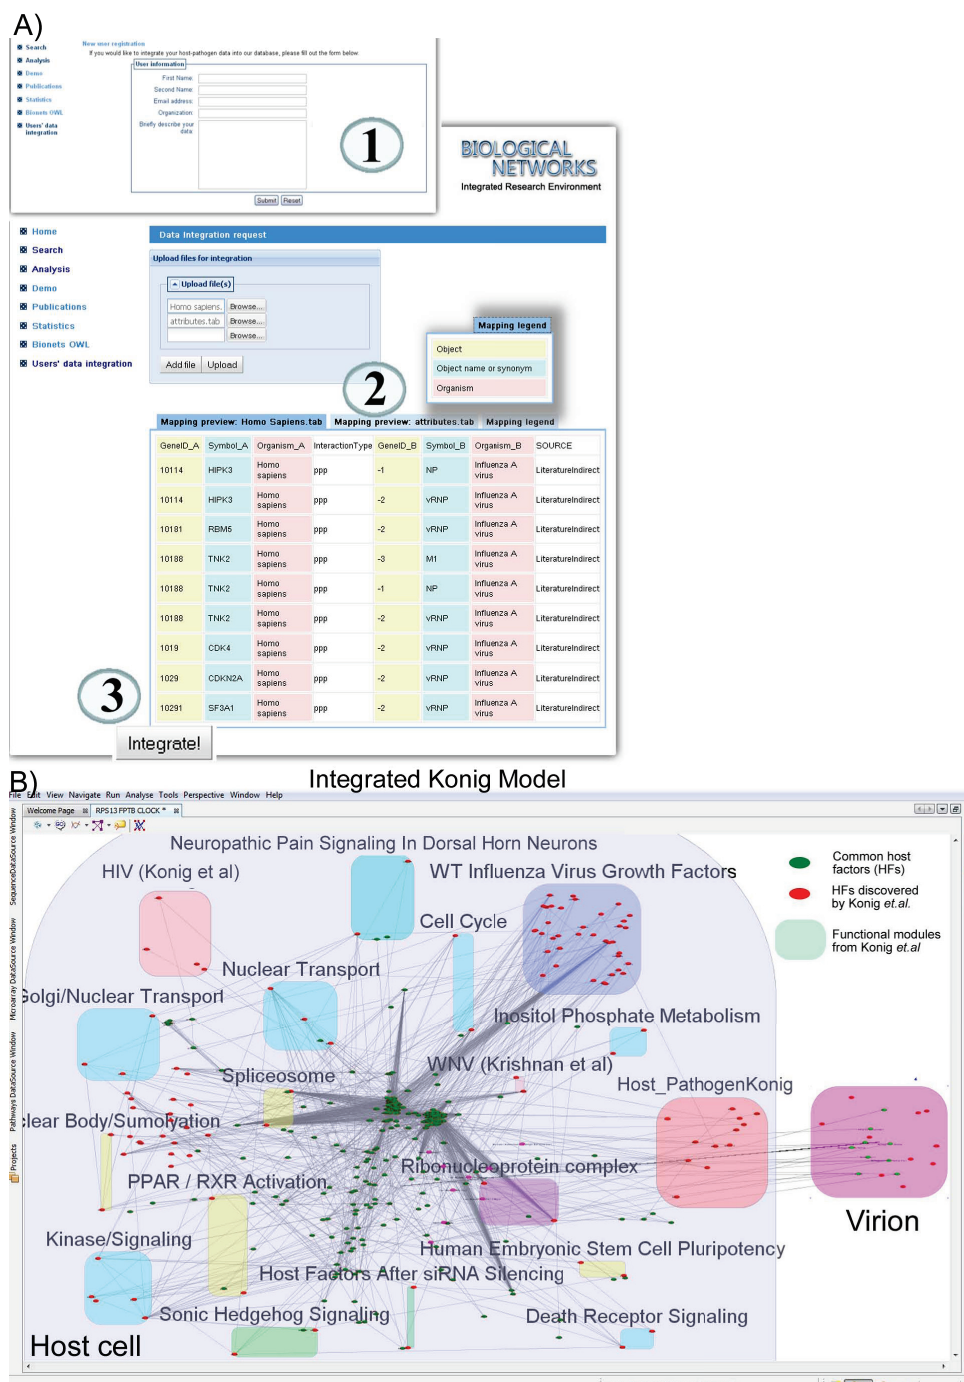 A)
Search
Analysis
Demo
Publications
Statistics
Bionets OWL
Users' data
integration
New user registration
If you would like to integrate your host-pathogen data into our database, please fill out the form below.
User information
First Name:
Second Name:
Email address:
Organization:
Briefly describe your
data:
Submit Reset
1
BIOLOGICAL
NETWORKS
Integrated Research Environment
Home
Search
Analysis
Demo
Publications
Statistics
Bionets OWL
Users' data integration
Data Integration request
Upload files for integration
Upload file(s)
Homo sapiens. Browse...
attributes.tab Browse...
Browse...
Add file Upload
2
Mapping legend
Object
Object name or synonym
Organism
Mapping preview: Homo Sapiens.tab Mapping preview: attributes.tab Mapping legend
GeneID_A Symbol_A Organism_A InteractionType GeneID_B Symbol_B Organism_B SOURCE
10114 HIPK3 Homo sapiens ppp -1 NP Influenza A virus LiteratureIndirect
10114 HIPK3 Homo sapiens ppp -2 vRNP Influenza A virus LiteratureIndirect
10181 RBM5 Homo sapiens ppp -2 vRNP Influenza A virus LiteratureIndirect
10188 TNK2 Homo sapiens ppp -3 M1 Influenza A virus LiteratureIndirect
10188 TNK2 Homo sapiens ppp -1 NP Influenza A virus LiteratureIndirect
10188 TNK2 Homo sapiens ppp -2 vRNP Influenza A virus LiteratureIndirect
1019 CDK4 Homo sapiens ppp -2 vRNP Influenza A virus LiteratureIndirect
1029 CDKN2A Homo sapiens ppp -2 vRNP Influenza A virus LiteratureIndirect
10291 SF3A1 Homo sapiens ppp -2 vRNP Influenza A virus LiteratureIndirect
3
Integrate!
B)
Integrated Konig Model
File Edit View Navigate Run Analyse Tools Perspective Window Help
Welcome Page RPS13 FPTB CLOCK *
SequenceDataSource Window
Microarray DataSource Window
Pathways DataSource Window
Projects
Neuropathic Pain Signaling In Dorsal Horn Neurons
HIV (Konig et al)
WT Influenza Virus Growth Factors
Common host
factors (HFs)
HFs discovered
by Konig et.al.
Functional modules
from Konig et.al
Cell Cycle
Nuclear Transport
Golgi/Nuclear Transport
Inositol Phosphate Metabolism
WNV (Krishnan et al)
Spliceosome
Host_PathogenKonig
clear Body/Sumolyation
Ribonucleoprotein complex
PPAR / RXR Activation
Virion
Kinase/Signaling
Human Embryonic Stem Cell Pluripotency
Host Factors After siRNA Silencing
Sonic Hedgehog Signaling
Death Receptor Signaling
Host cell